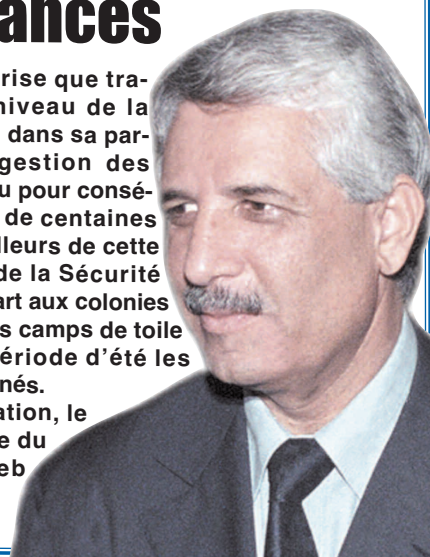 ances
rise que tra-
niveau de la
dans sa par-
gestion des
u pour consé-
de centaines
lleurs de cette
de la Sécurité
art aux colonies
s camps de toile
ériode d'été les
nés.
ation, le
e du
eb